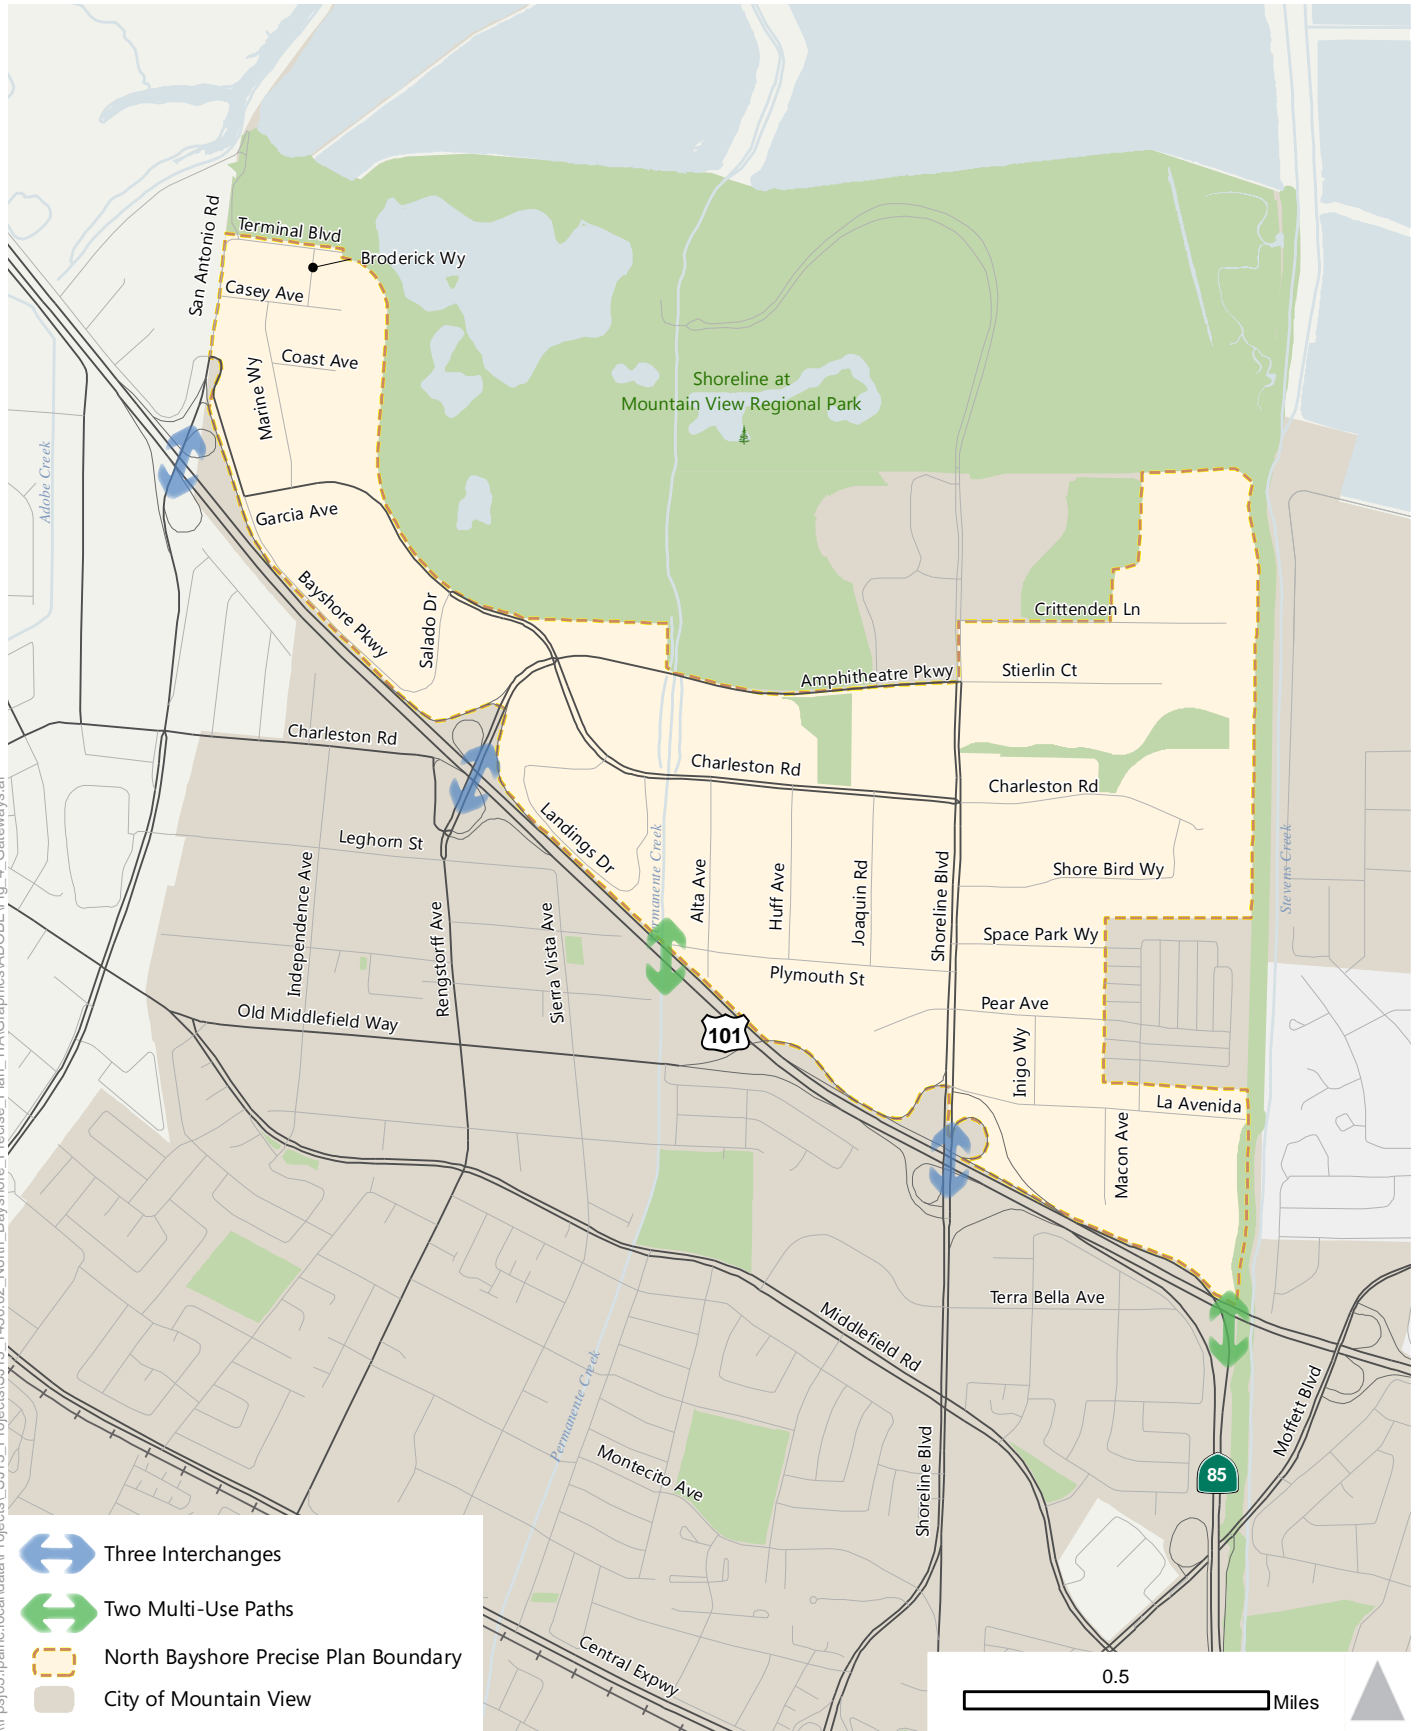 San Antonio Rd
Terminal Blvd
Broderick Wy
Casey Ave
Coast Ave
Marine Wy
Shoreline at
Mountain View Regional Park
Adobe Creek
Garcia Ave
Bayshore Pkwy
Salado Dr
Crittenden Ln
Stierlin Ct
Amphitheatre Pkwy
Charleston Rd
Charleston Rd
Charleston Rd
Landings Dr
Leghorn St
Independence Ave
Rengstorff Ave
Sierra Vista Ave
Alta Ave
Huff Ave
Joaquin Rd
Shoreline Blvd
Shore Bird Wy
Stevens Creek
Space Park Wy
Plymouth St
Pear Ave
Inigo Wy
Old Middlefield Way
101
La Avenida
Macon Ave
Terra Bella Ave
Middlefield Rd
Moffett Blvd
Permanente Creek
Montecito Ave
Shoreline Blvd
85
Central Expwy
Three Interchanges
Two Multi-Use Paths
North Bayshore Precise Plan Boundary
City of Mountain View
0.5
Miles